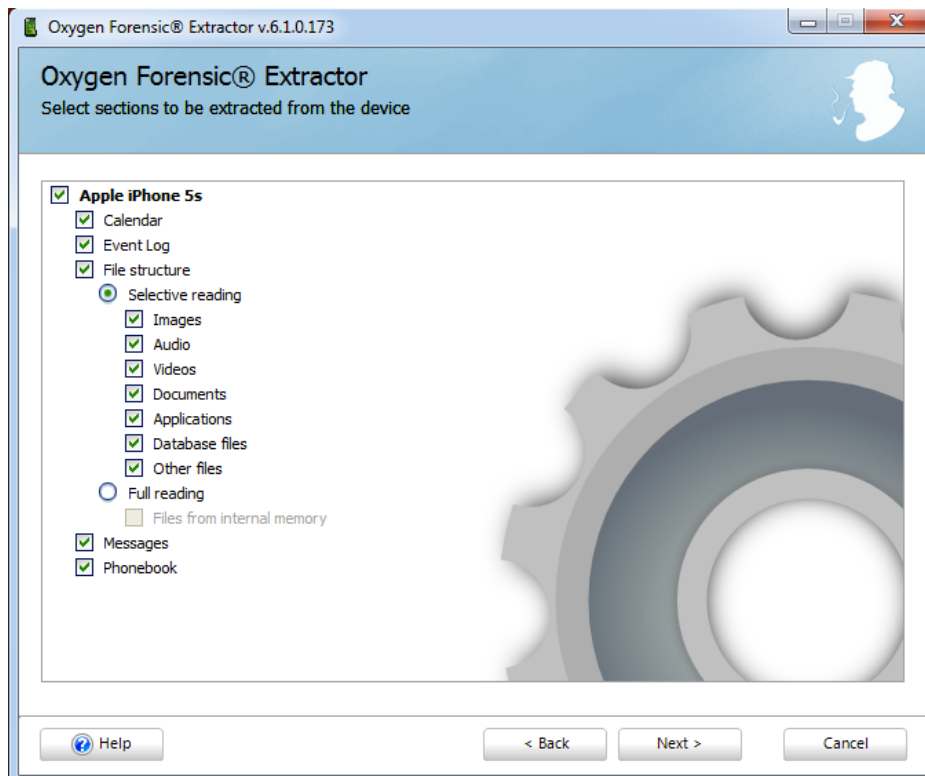 Oxygen Forensic® Extractor v.6.1.0.173
Oxygen Forensic® Extractor
Select sections to be extracted from the device
Apple iPhone 5s
Calendar
Event Log
File structure
Selective reading
Images
Audio
Videos
Documents
Applications
Database files
Other files
Full reading
Files from internal memory
Messages
Phonebook
Help
< Back
Next >
Cancel